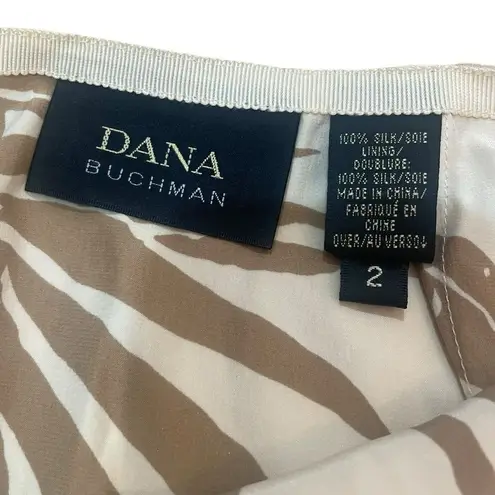 DANA
BUCHMAN
100% SILK/SOIE
LINING/
DOUBLURE:
100% SILK/SOIE
MADE IN CHINA/
FABRIQUÉ EN
CHINE
OVER/AU VERSO↓
2